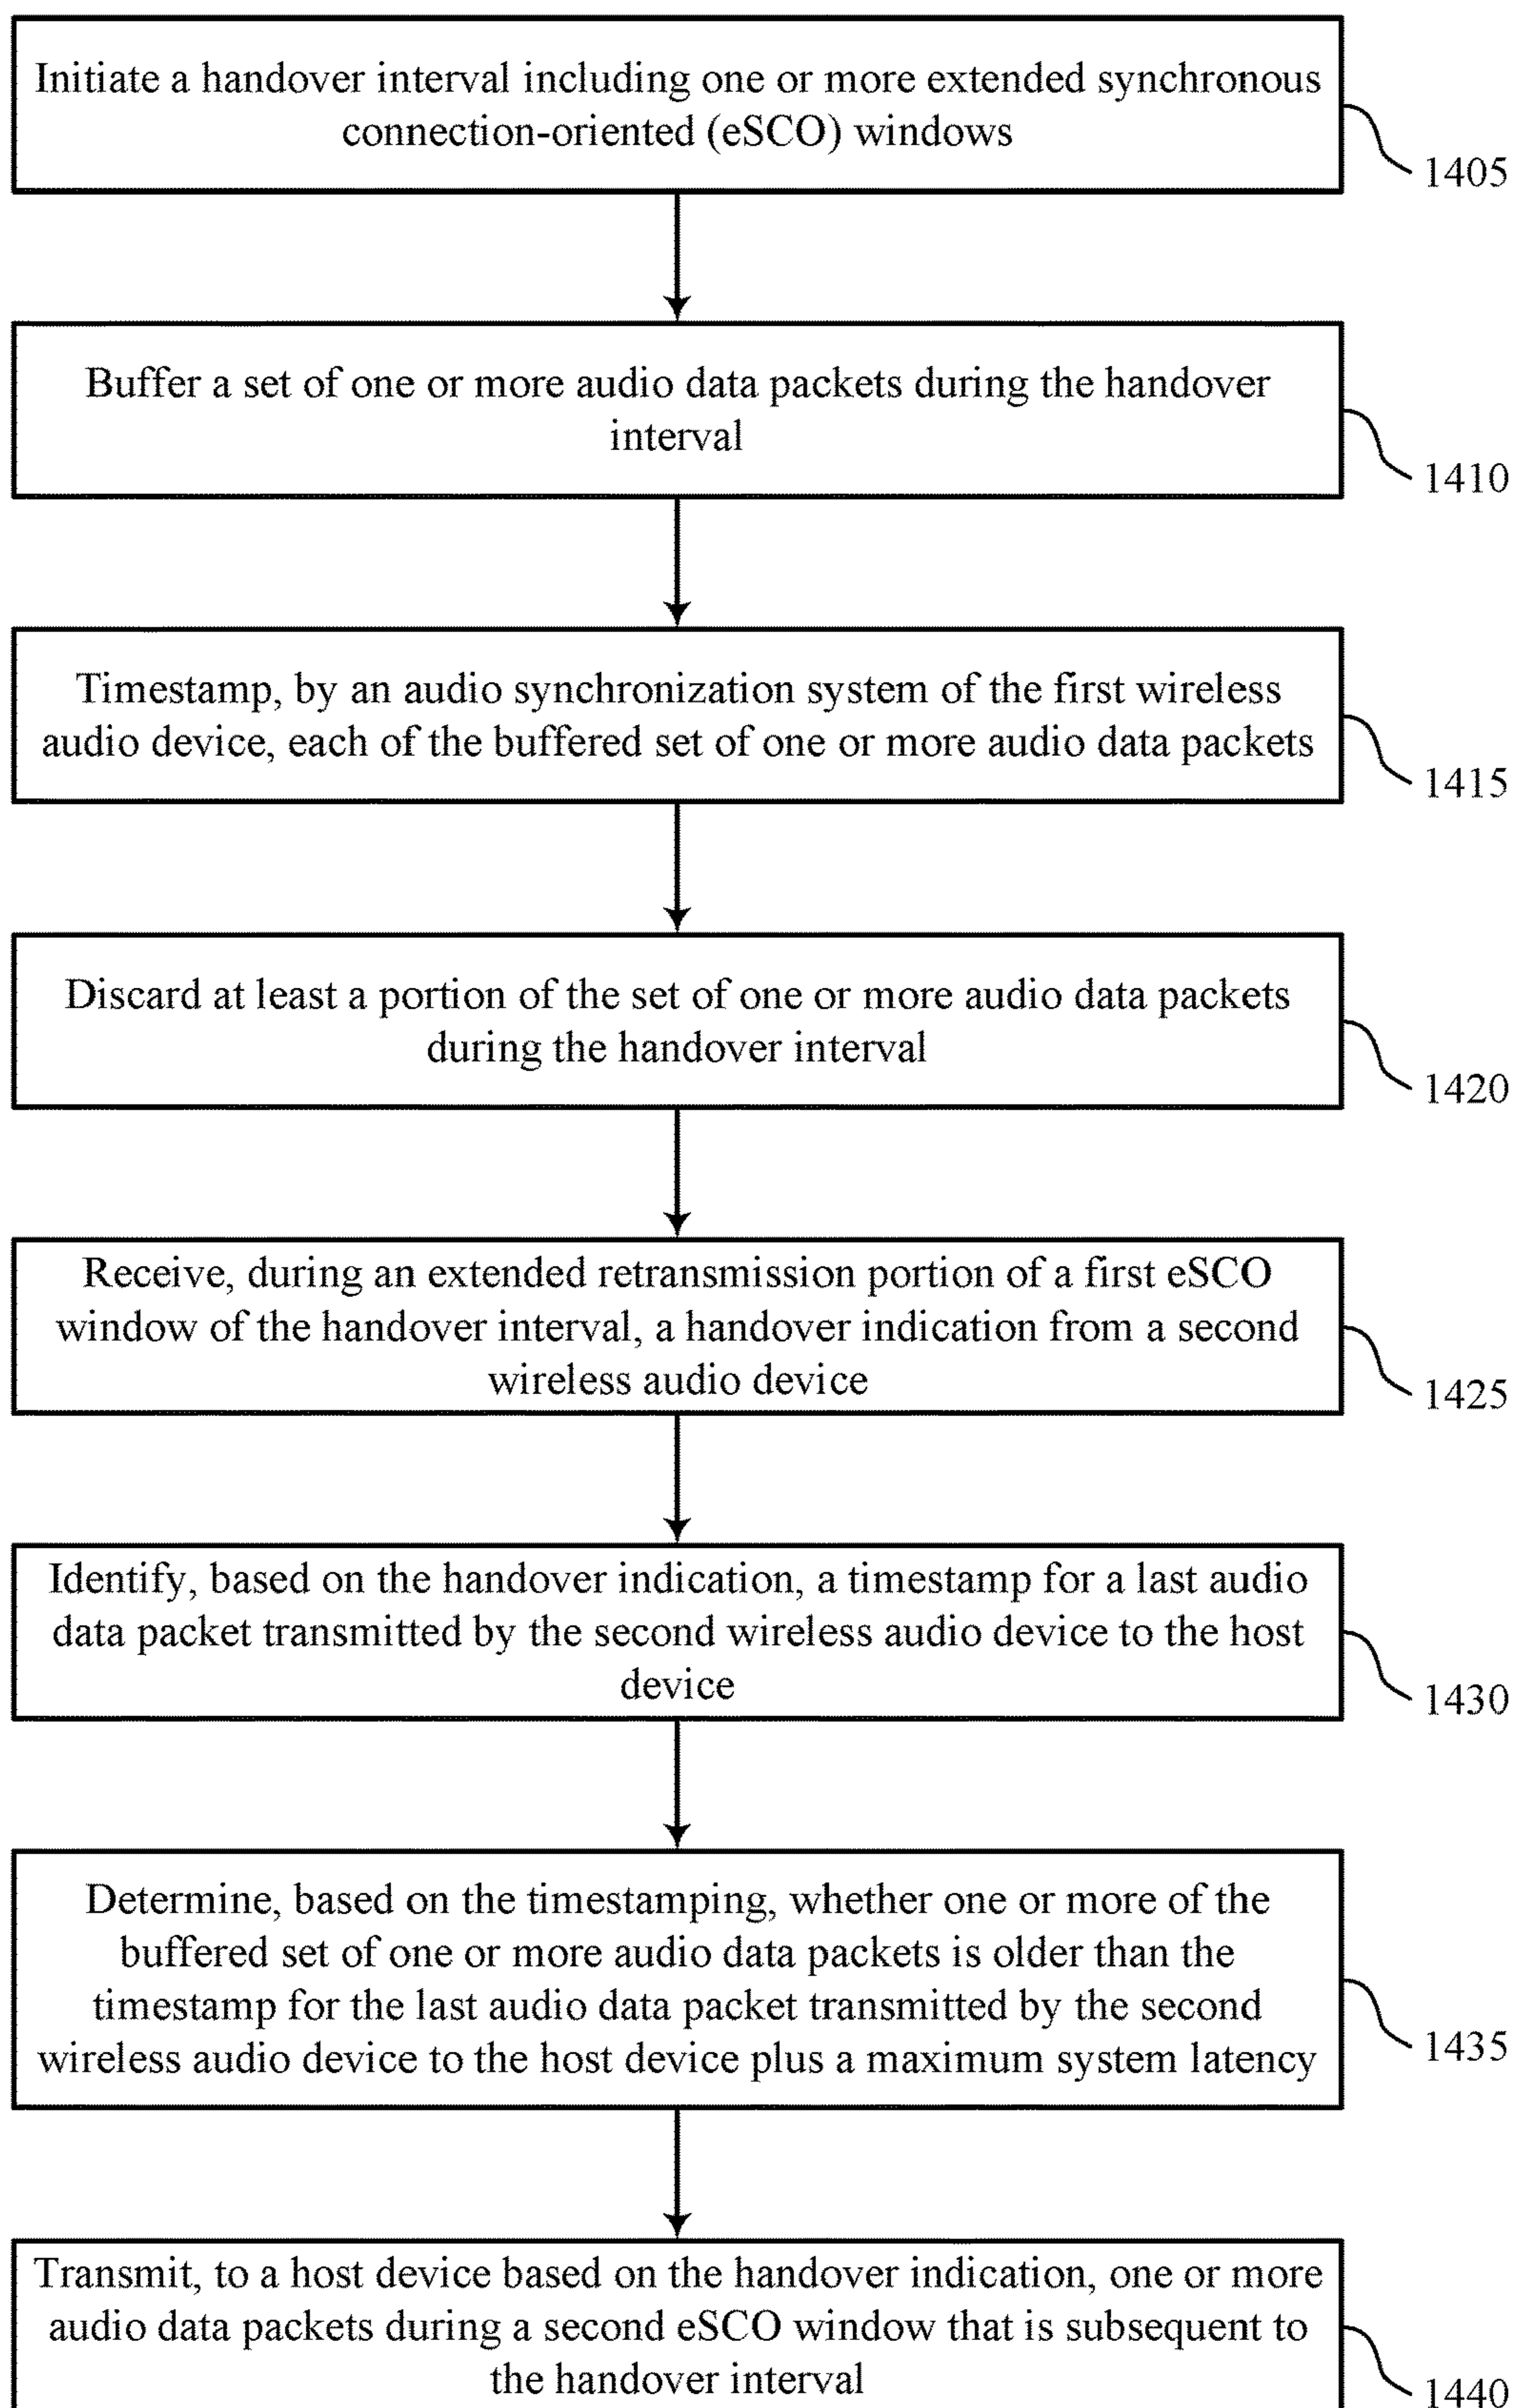 Initiate a handover interval including one or more extended synchronous
connection-oriented (eSCO) windows
1405
Buffer a set of one or more audio data packets during the handover
interval
1410
Timestamp, by an audio synchronization system of the first wireless
audio device, each of the buffered set of one or more audio data packets
1415
Discard at least a portion of the set of one or more audio data packets
during the handover interval
1420
Receive, during an extended retransmission portion of a first eSCO
window of the handover interval, a handover indication from a second
wireless audio device
1425
Identify, based on the handover indication, a timestamp for a last audio
data packet transmitted by the second wireless audio device to the host
device
1430
Determine, based on the timestamping, whether one or more of the
buffered set of one or more audio data packets is older than the
timestamp for the last audio data packet transmitted by the second
wireless audio device to the host device plus a maximum system latency
1435
Transmit, to a host device based on the handover indication, one or more
audio data packets during a second eSCO window that is subsequent to
the handover interval
1440